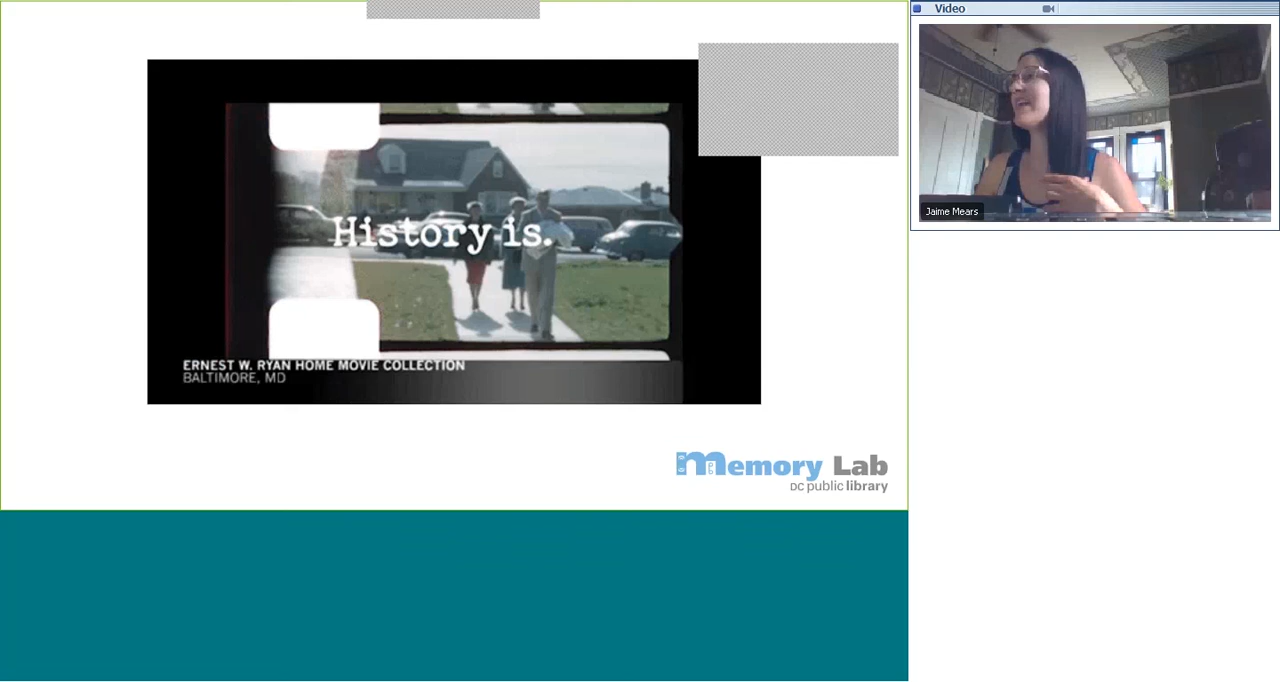 Video
Jaime Mears
History is.
ERNEST W. RYAN HOME MOVIE COLLECTION
BALTIMORE, MD
memory Lab
DC public library